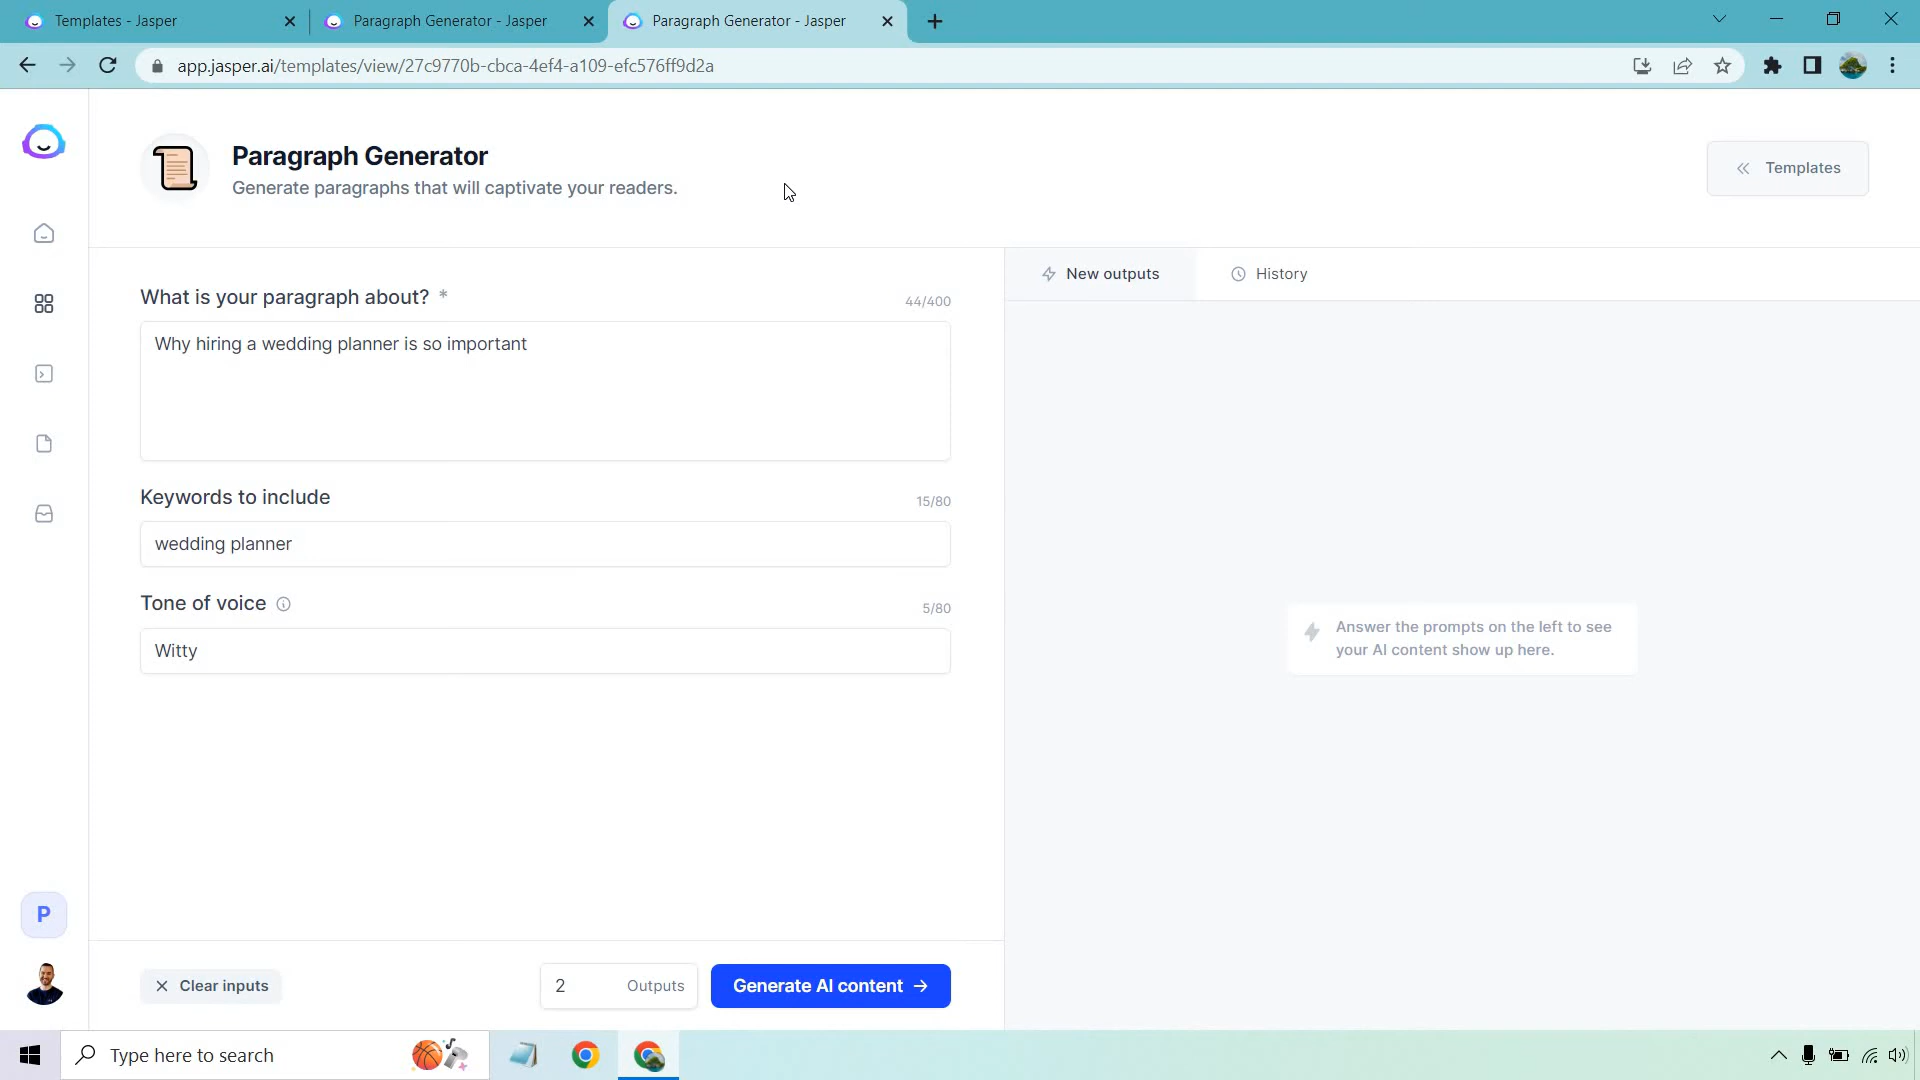 Templates - Jasper
Paragraph Generator - Jasper
Paragraph Generator - Jasper
app.jasper.ai/templates/view/27c9770b-cbca-4ef4-a109-efc576ff9d2a
Paragraph Generator
Generate paragraphs that will captivate your readers.
Templates
What is your paragraph about? *
44/400
Why hiring a wedding planner is so important
Keywords to include
15/80
wedding planner
Tone of voice
5/80
Witty
New outputs
History
Answer the prompts on the left to see
your AI content show up here.
P
Clear inputs
2 Outputs
Generate AI content →
Type here to search